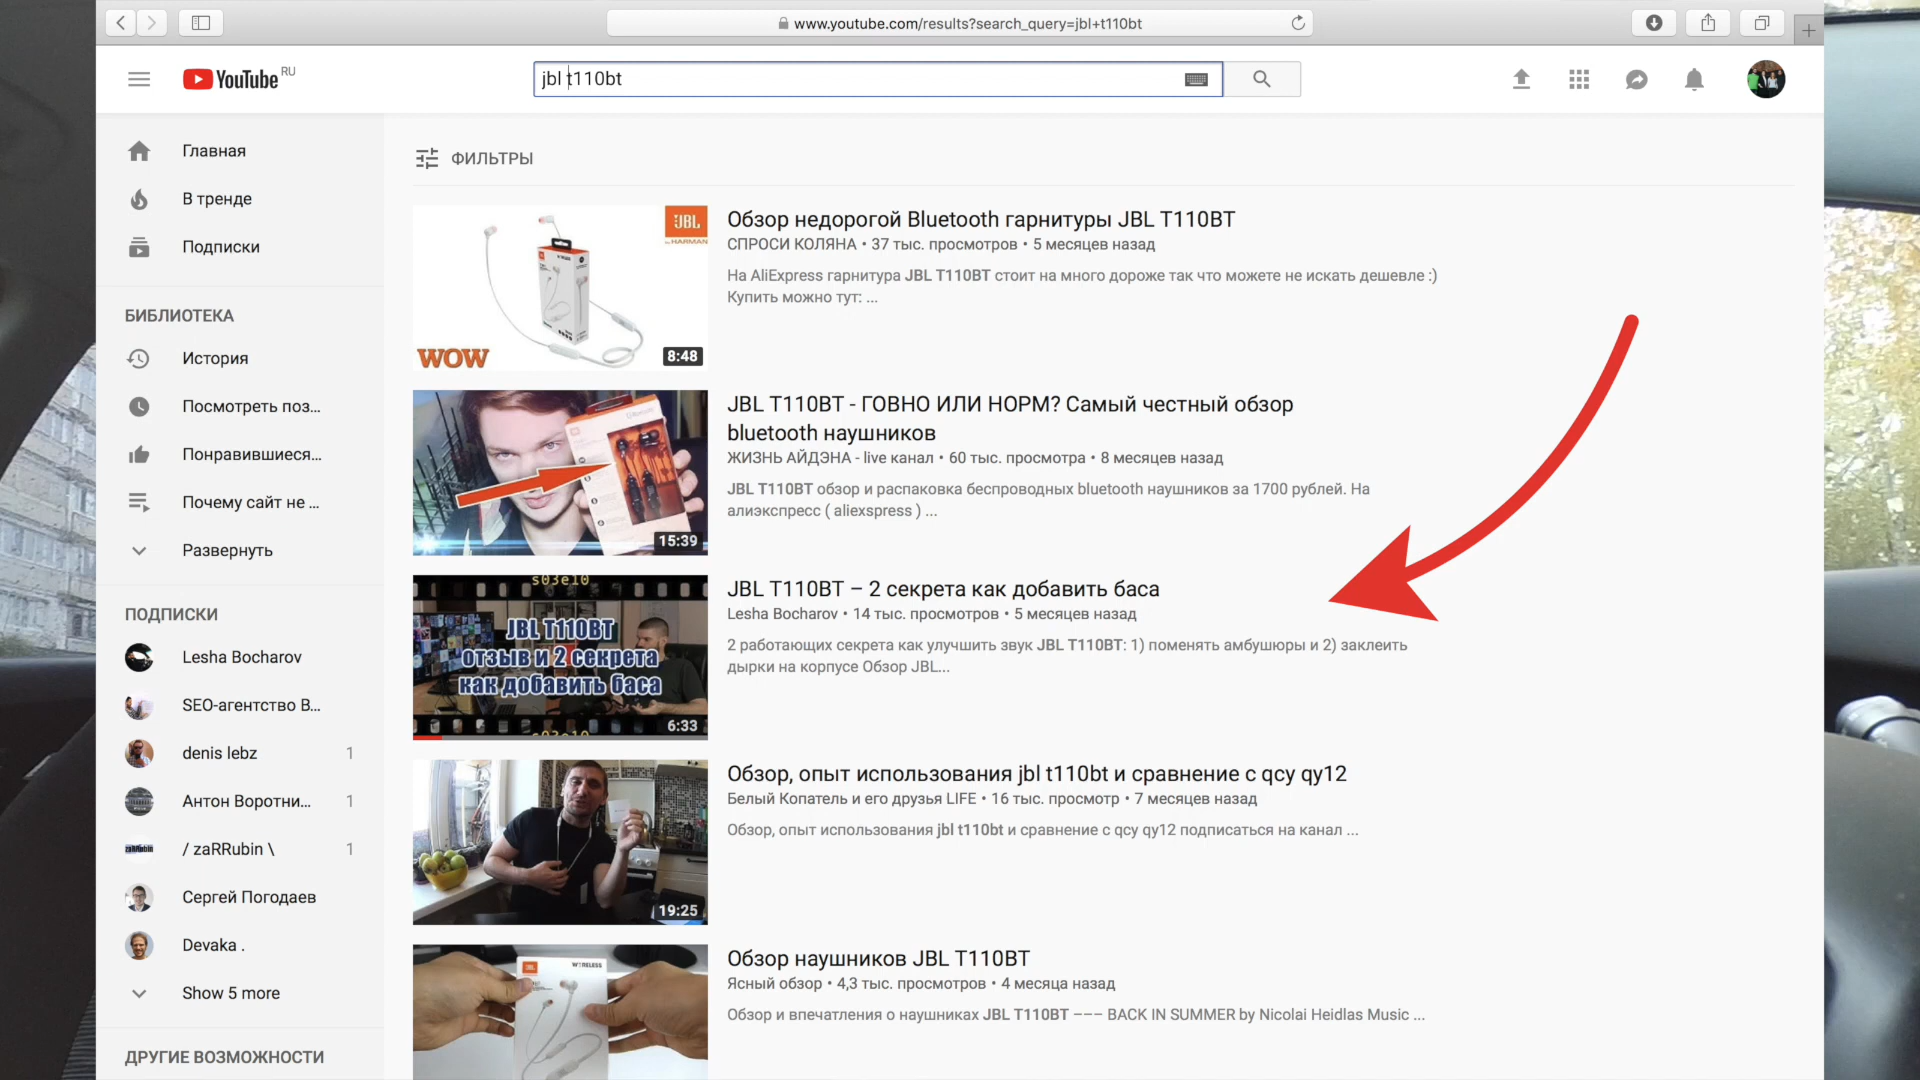 www.youtube.com/results?search_query=jbl+t110bt
YouTube RU
jbl t110bt
Главная
В тренде
Подписки
БИБЛИОТЕКА
История
Посмотреть поз...
Понравившиеся...
Почему сайт не ...
Развернуть
ПОДПИСКИ
Lesha Bocharov
SEO-агентство В...
denis lebz 1
Антон Воротни... 1
/ zaRRubin \ 1
Сергей Погодаев
Devaka .
Show 5 more
ДРУГИЕ ВОЗМОЖНОСТИ
ФИЛЬТРЫ
JBL
by HARMAN
WOW
8:48
Обзор недорогой Bluetooth гарнитуры JBL T110BT
СПРОСИ КОЛЯНА • 37 тыс. просмотров • 5 месяцев назад
На AliExpress гарнитура JBL T110BT стоит на много дороже так что можете не искать дешевле :)
Купить можно тут: ...
15:39
JBL T110BT - ГОВНО ИЛИ НОРМ? Самый честный обзор
bluetooth наушников
ЖИЗНЬ АЙДЭНА - live канал • 60 тыс. просмотра • 8 месяцев назад
JBL T110BT обзор и распаковка беспроводных bluetooth наушников за 1700 рублей. На
алиэкспресс ( aliexspress ) ...
s03e10
JBL T110BT
отзыв и 2 секрета
как добавить баса
6:33
s03e10
JBL T110BT – 2 секрета как добавить баса
Lesha Bocharov • 14 тыс. просмотров • 5 месяцев назад
2 работающих секрета как улучшить звук JBL T110BT: 1) поменять амбушюры и 2) заклеить
дырки на корпусе Обзор JBL...
19:25
Обзор, опыт использования jbl t110bt и сравнение с qcy qy12
Белый Копатель и его друзья LIFE • 16 тыс. просмотр • 7 месяцев назад
Обзор, опыт использования jbl t110bt и сравнение с qcy qy12 подписаться на канал ...
JBL
WIRELESS
Обзор наушников JBL T110BT
Ясный обзор • 4,3 тыс. просмотров • 4 месяца назад
Обзор и впечатления о наушниках JBL T110BT ––– BACK IN SUMMER by Nicolai Heidlas Music ...